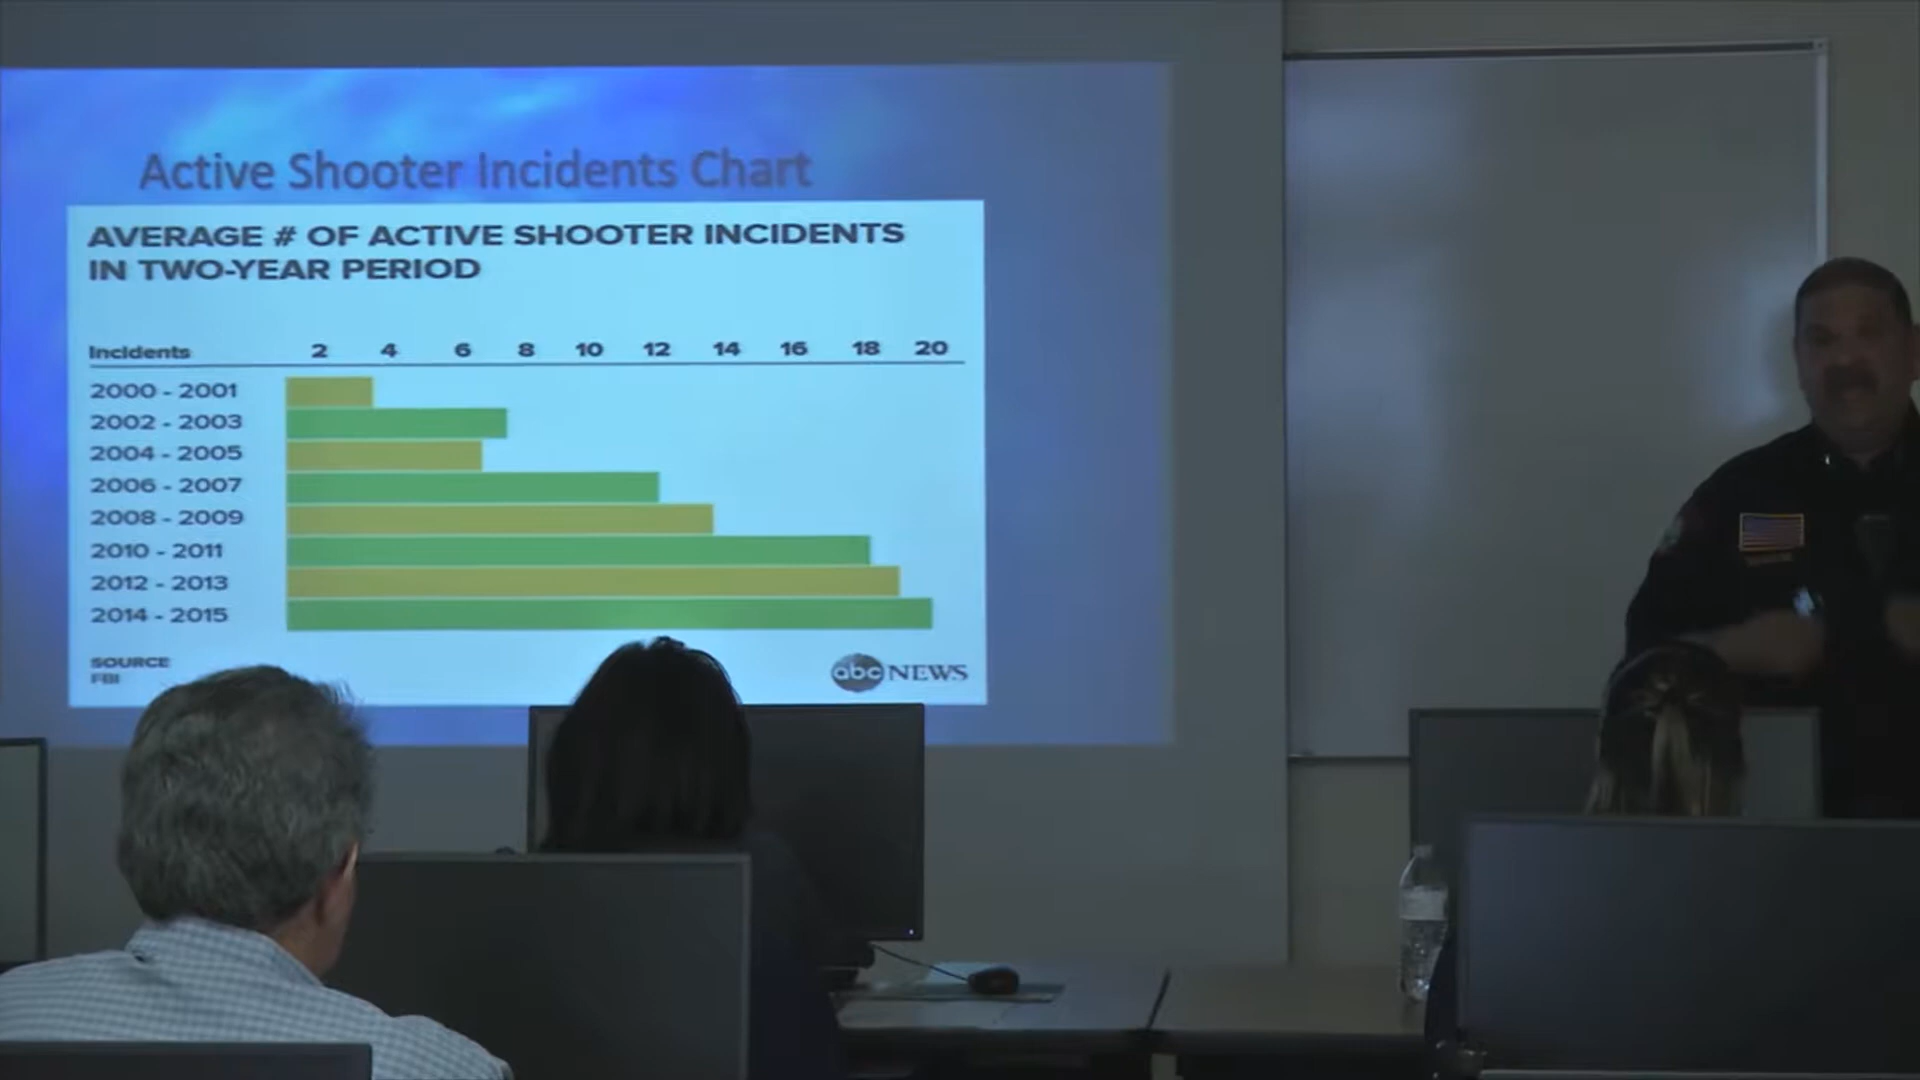 Active Shooter Incidents Chart
AVERAGE # OF ACTIVE SHOOTER INCIDENTS
IN TWO-YEAR PERIOD
Incidents 2 4 6 8 10 12 14 16 18 20
2000 - 2001
2002 - 2003
2004 - 2005
2006 - 2007
2008 - 2009
2010 - 2011
2012 - 2013
2014 - 2015
SOURCE
FBI
abc NEWS